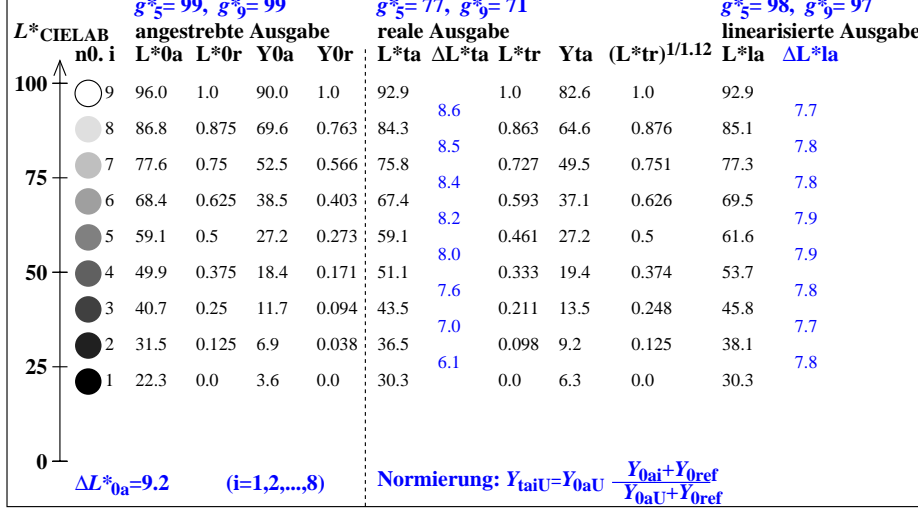 g*5= 99, g*9= 99 g*5= 77, g*9= 71 g*5= 98, g*9= 97
L*CIELAB angestrebte Ausgabe reale Ausgabe linearisierte Ausgabe
n0. i L*0a L*0r Y0a Y0r L*ta ΔL*ta L*tr Yta (L*tr)1/1.12 L*la ΔL*la
100
9 96.0 1.0 90.0 1.0 92.9 1.0 82.6 1.0 92.9
8.6 7.7
8 86.8 0.875 69.6 0.763 84.3 0.863 64.6 0.876 85.1
8.5 7.8
7 77.6 0.75 52.5 0.566 75.8 0.727 49.5 0.751 77.3
75 8.4 7.8
6 68.4 0.625 38.5 0.403 67.4 0.593 37.1 0.626 69.5
8.2 7.9
5 59.1 0.5 27.2 0.273 59.1 0.461 27.2 0.5 61.6
8.0 7.9
50 4 49.9 0.375 18.4 0.171 51.1 0.333 19.4 0.374 53.7
7.6 7.8
3 40.7 0.25 11.7 0.094 43.5 0.211 13.5 0.248 45.8
7.0 7.7
2 31.5 0.125 6.9 0.038 36.5 0.098 9.2 0.125 38.1
25 6.1 7.8
1 22.3 0.0 3.6 0.0 30.3 0.0 6.3 0.0 30.3
0
ΔL*0a=9.2 (i=1,2,...,8) Normierung: YtaiU=Y0aU Y0ai+Y0ref
Y0aU+Y0ref